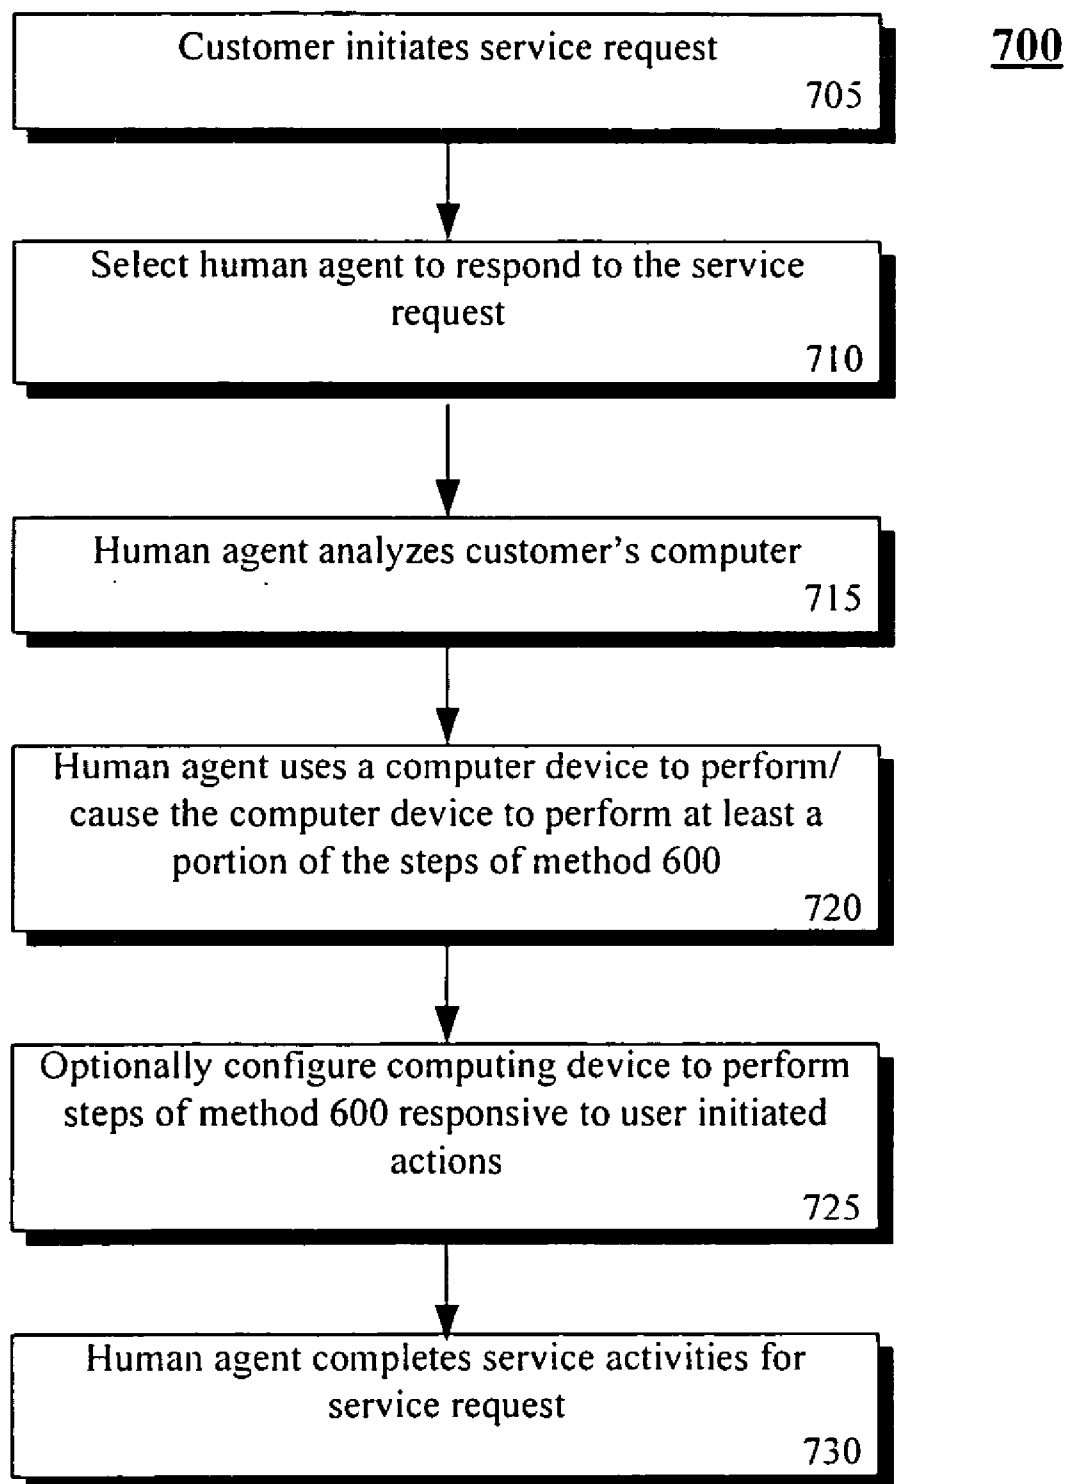 700
Customer initiates service request
705
Select human agent to respond to the service
request
710
Human agent analyzes customer's computer
715
Human agent uses a computer device to perform/
cause the computer device to perform at least a
portion of the steps of method 600
720
Optionally configure computing device to perform
steps of method 600 responsive to user initiated
actions
725
Human agent completes service activities for
service request
730